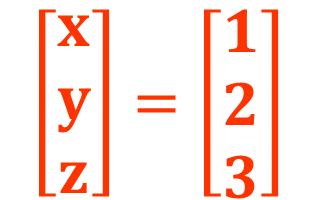 [x] = [1]
[y] = [2]
[z] = [3]